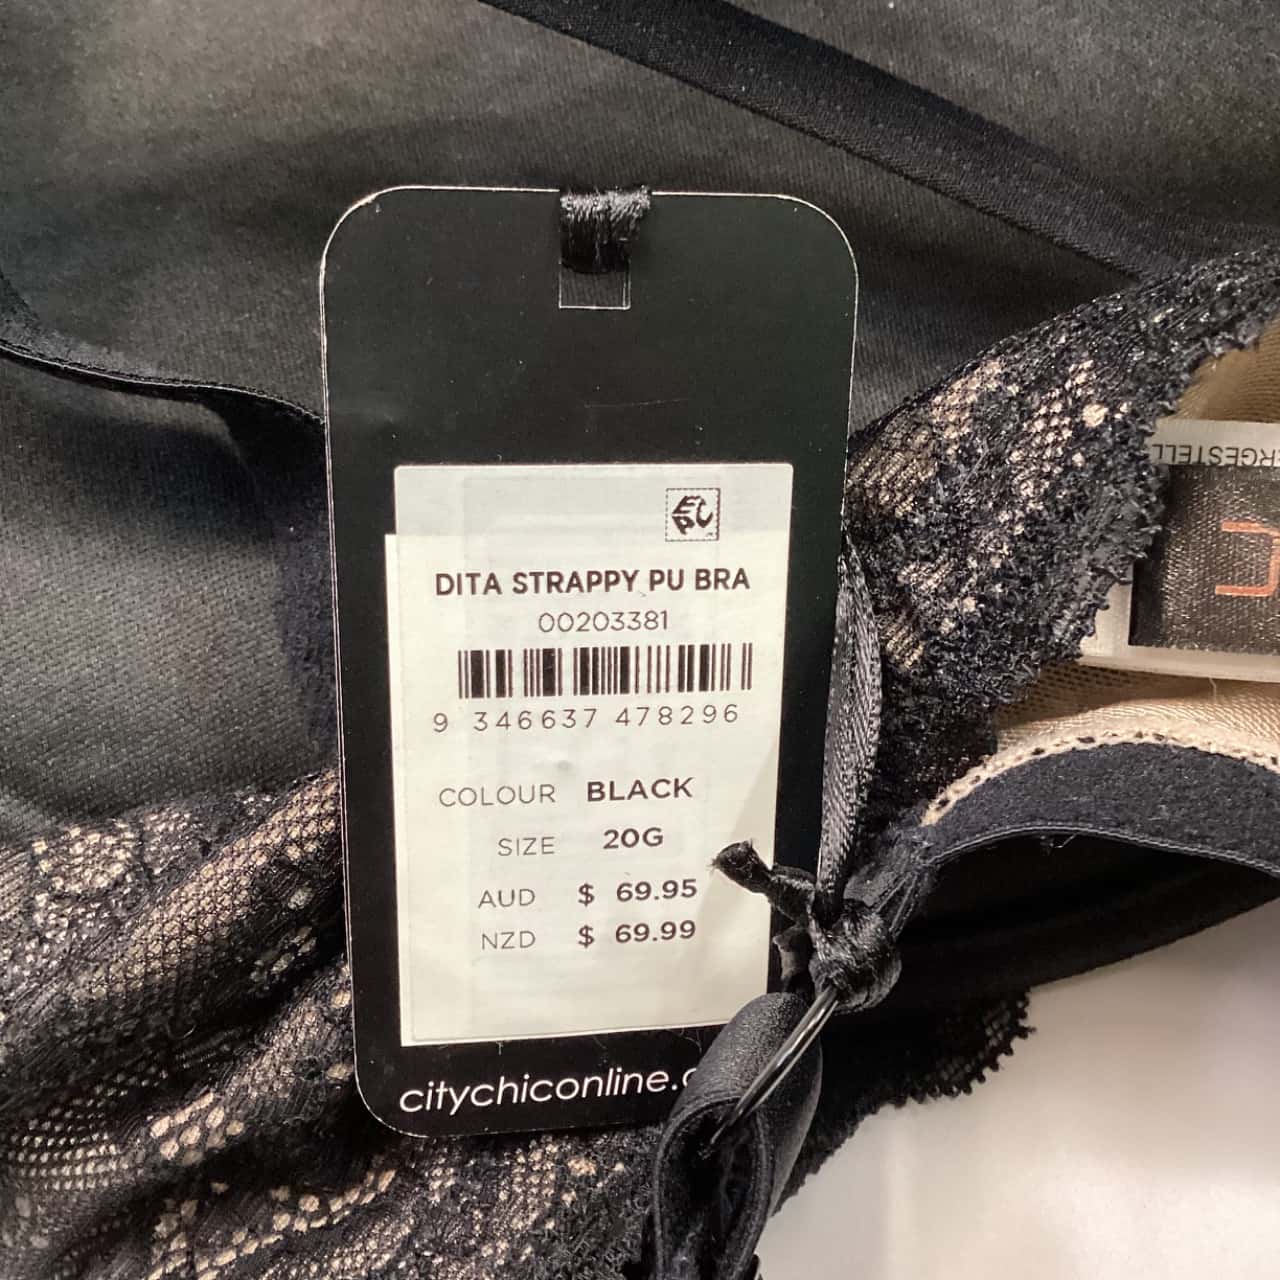 DITA STRAPPY PU BRA
00203381
9 346637 478296
COLOUR BLACK
SIZE 20G
AUD $ 69.95
NZD $ 69.99
citychiconline.
ERGESTELL